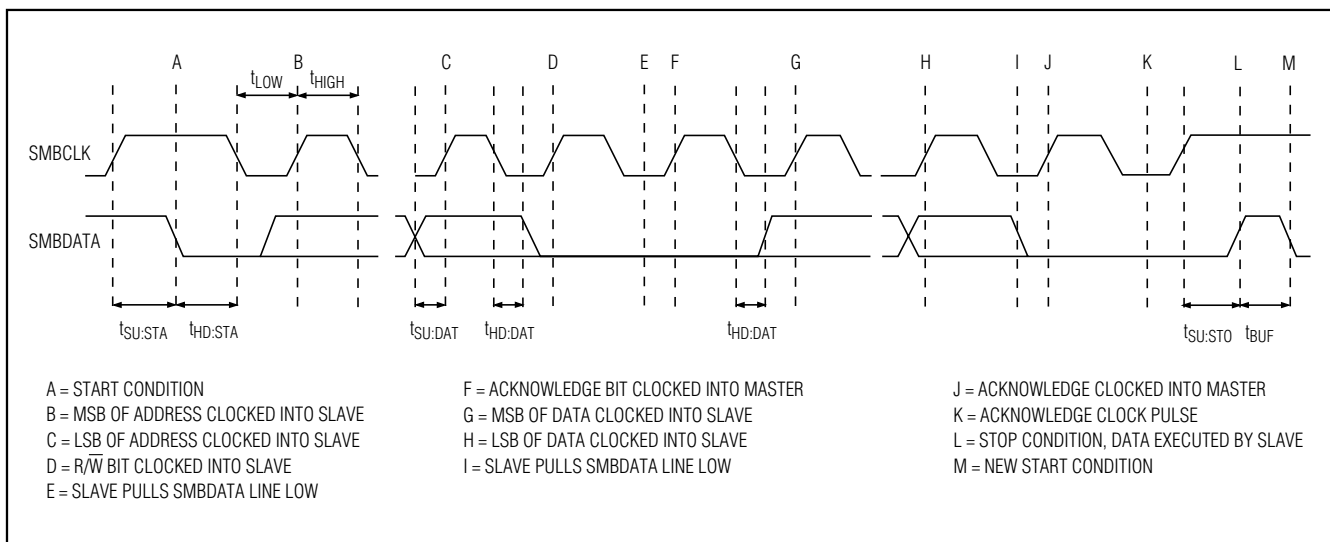 A B C D E F G H I J K L M
tLOW tHIGH
SMBCLK
SMBDATA
tSU:STA tHD:STA tSU:DAT tHD:DAT tHD:DAT tSU:STO tBUF
A = START CONDITION
B = MSB OF ADDRESS CLOCKED INTO SLAVE
C = LSB OF ADDRESS CLOCKED INTO SLAVE
D = R/W̅ BIT CLOCKED INTO SLAVE
E = SLAVE PULLS SMBDATA LINE LOW
F = ACKNOWLEDGE BIT CLOCKED INTO MASTER
G = MSB OF DATA CLOCKED INTO SLAVE
H = LSB OF DATA CLOCKED INTO SLAVE
I = SLAVE PULLS SMBDATA LINE LOW
J = ACKNOWLEDGE CLOCKED INTO MASTER
K = ACKNOWLEDGE CLOCK PULSE
L = STOP CONDITION, DATA EXECUTED BY SLAVE
M = NEW START CONDITION